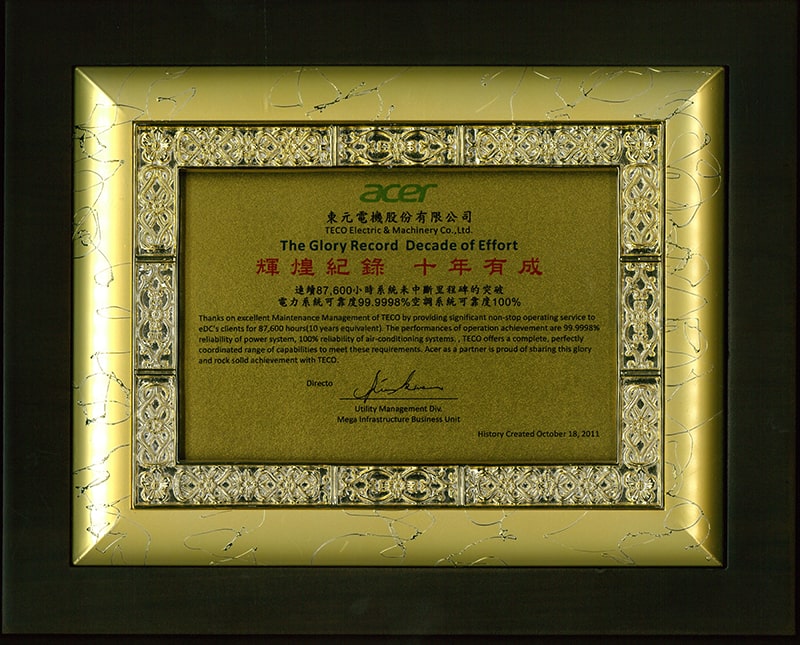 acer
東元電機股份有限公司
TECO Electric & Machinery Co.,Ltd.
The Glory Record Decade of Effort
輝煌紀錄 十年有成
連續87,600小時系統未中斷里程碑的突破
電力系統可靠度99.9998%空調系統可靠度100%
Thanks on excellent Maintenance Management of TECO by providing significant non-stop operating service to
eDC's clients for 87,600 hours(10 years equivalent). The performances of operation achievement are 99.9998%
reliability of power system, 100% reliability of air-conditioning systems. , TECO offers a complete, perfectly
coordinated range of capabilities to meet these requirements. Acer as a partner is proud of sharing this glory
and rock solid achievement with TECO.
Directo
Utility Management Div.
Mega Infrastructure Business Unit
History Created October 18, 2011